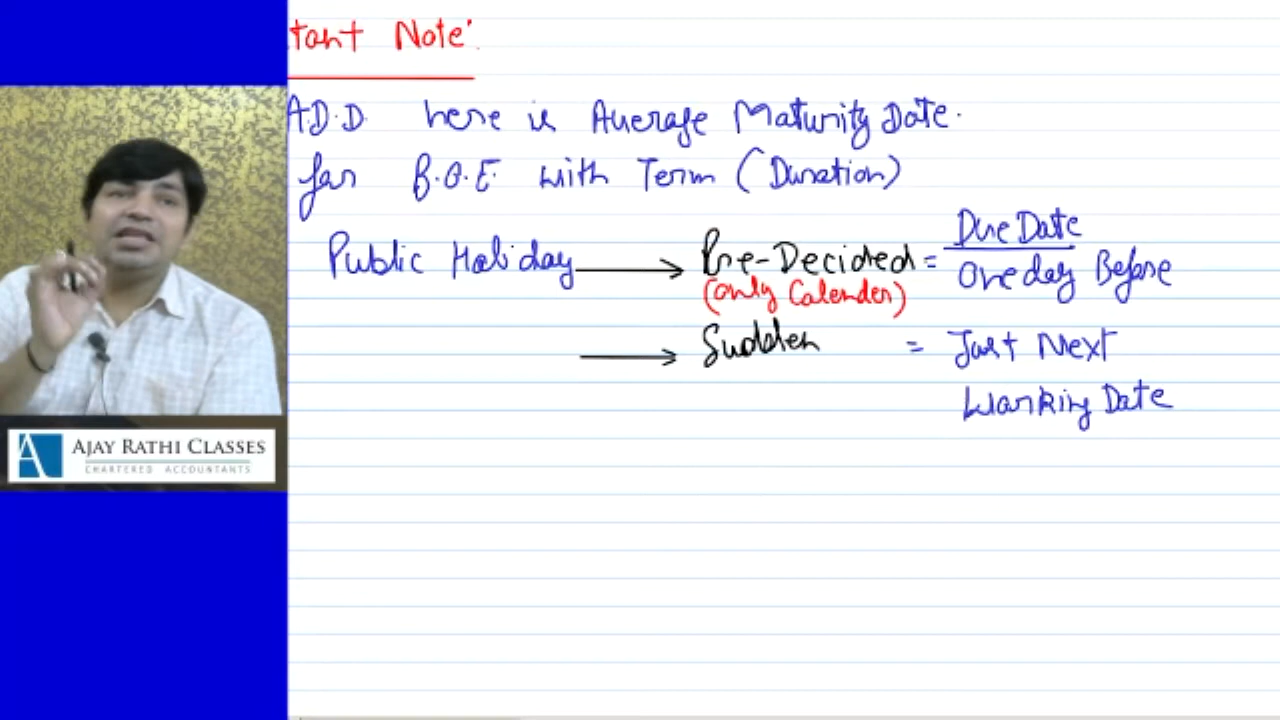 tant Note:
A.D.D. here is Average Maturity Date.
for B.O.E. with Term (Duration)
Public Holiday → Pre-Decided = Due Date
(only Calender) One day Before
→ Sudden = Just Next
Working Date
AJAY RATHI CLASSES
CHARTERED ACCOUNTANTS